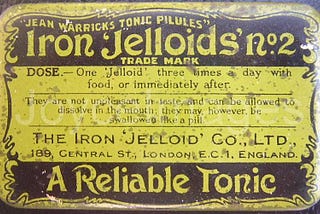 "JEAN WARRICKS TONIC PILULES"
Iron 'Jelloids' no. 2
TRADE MARK
DOSE.— One 'Jelloid' three times a day with
food, or immediately after.
They are not unpleasant in taste, and can be allowed to
dissolve in the mouth; they may, however, be
swallowed like a pill.
THE IRON 'JELLOID' CO., LTD.
189, CENTRAL ST., LONDON, E.C. 1, ENGLAND.
A Reliable Tonic